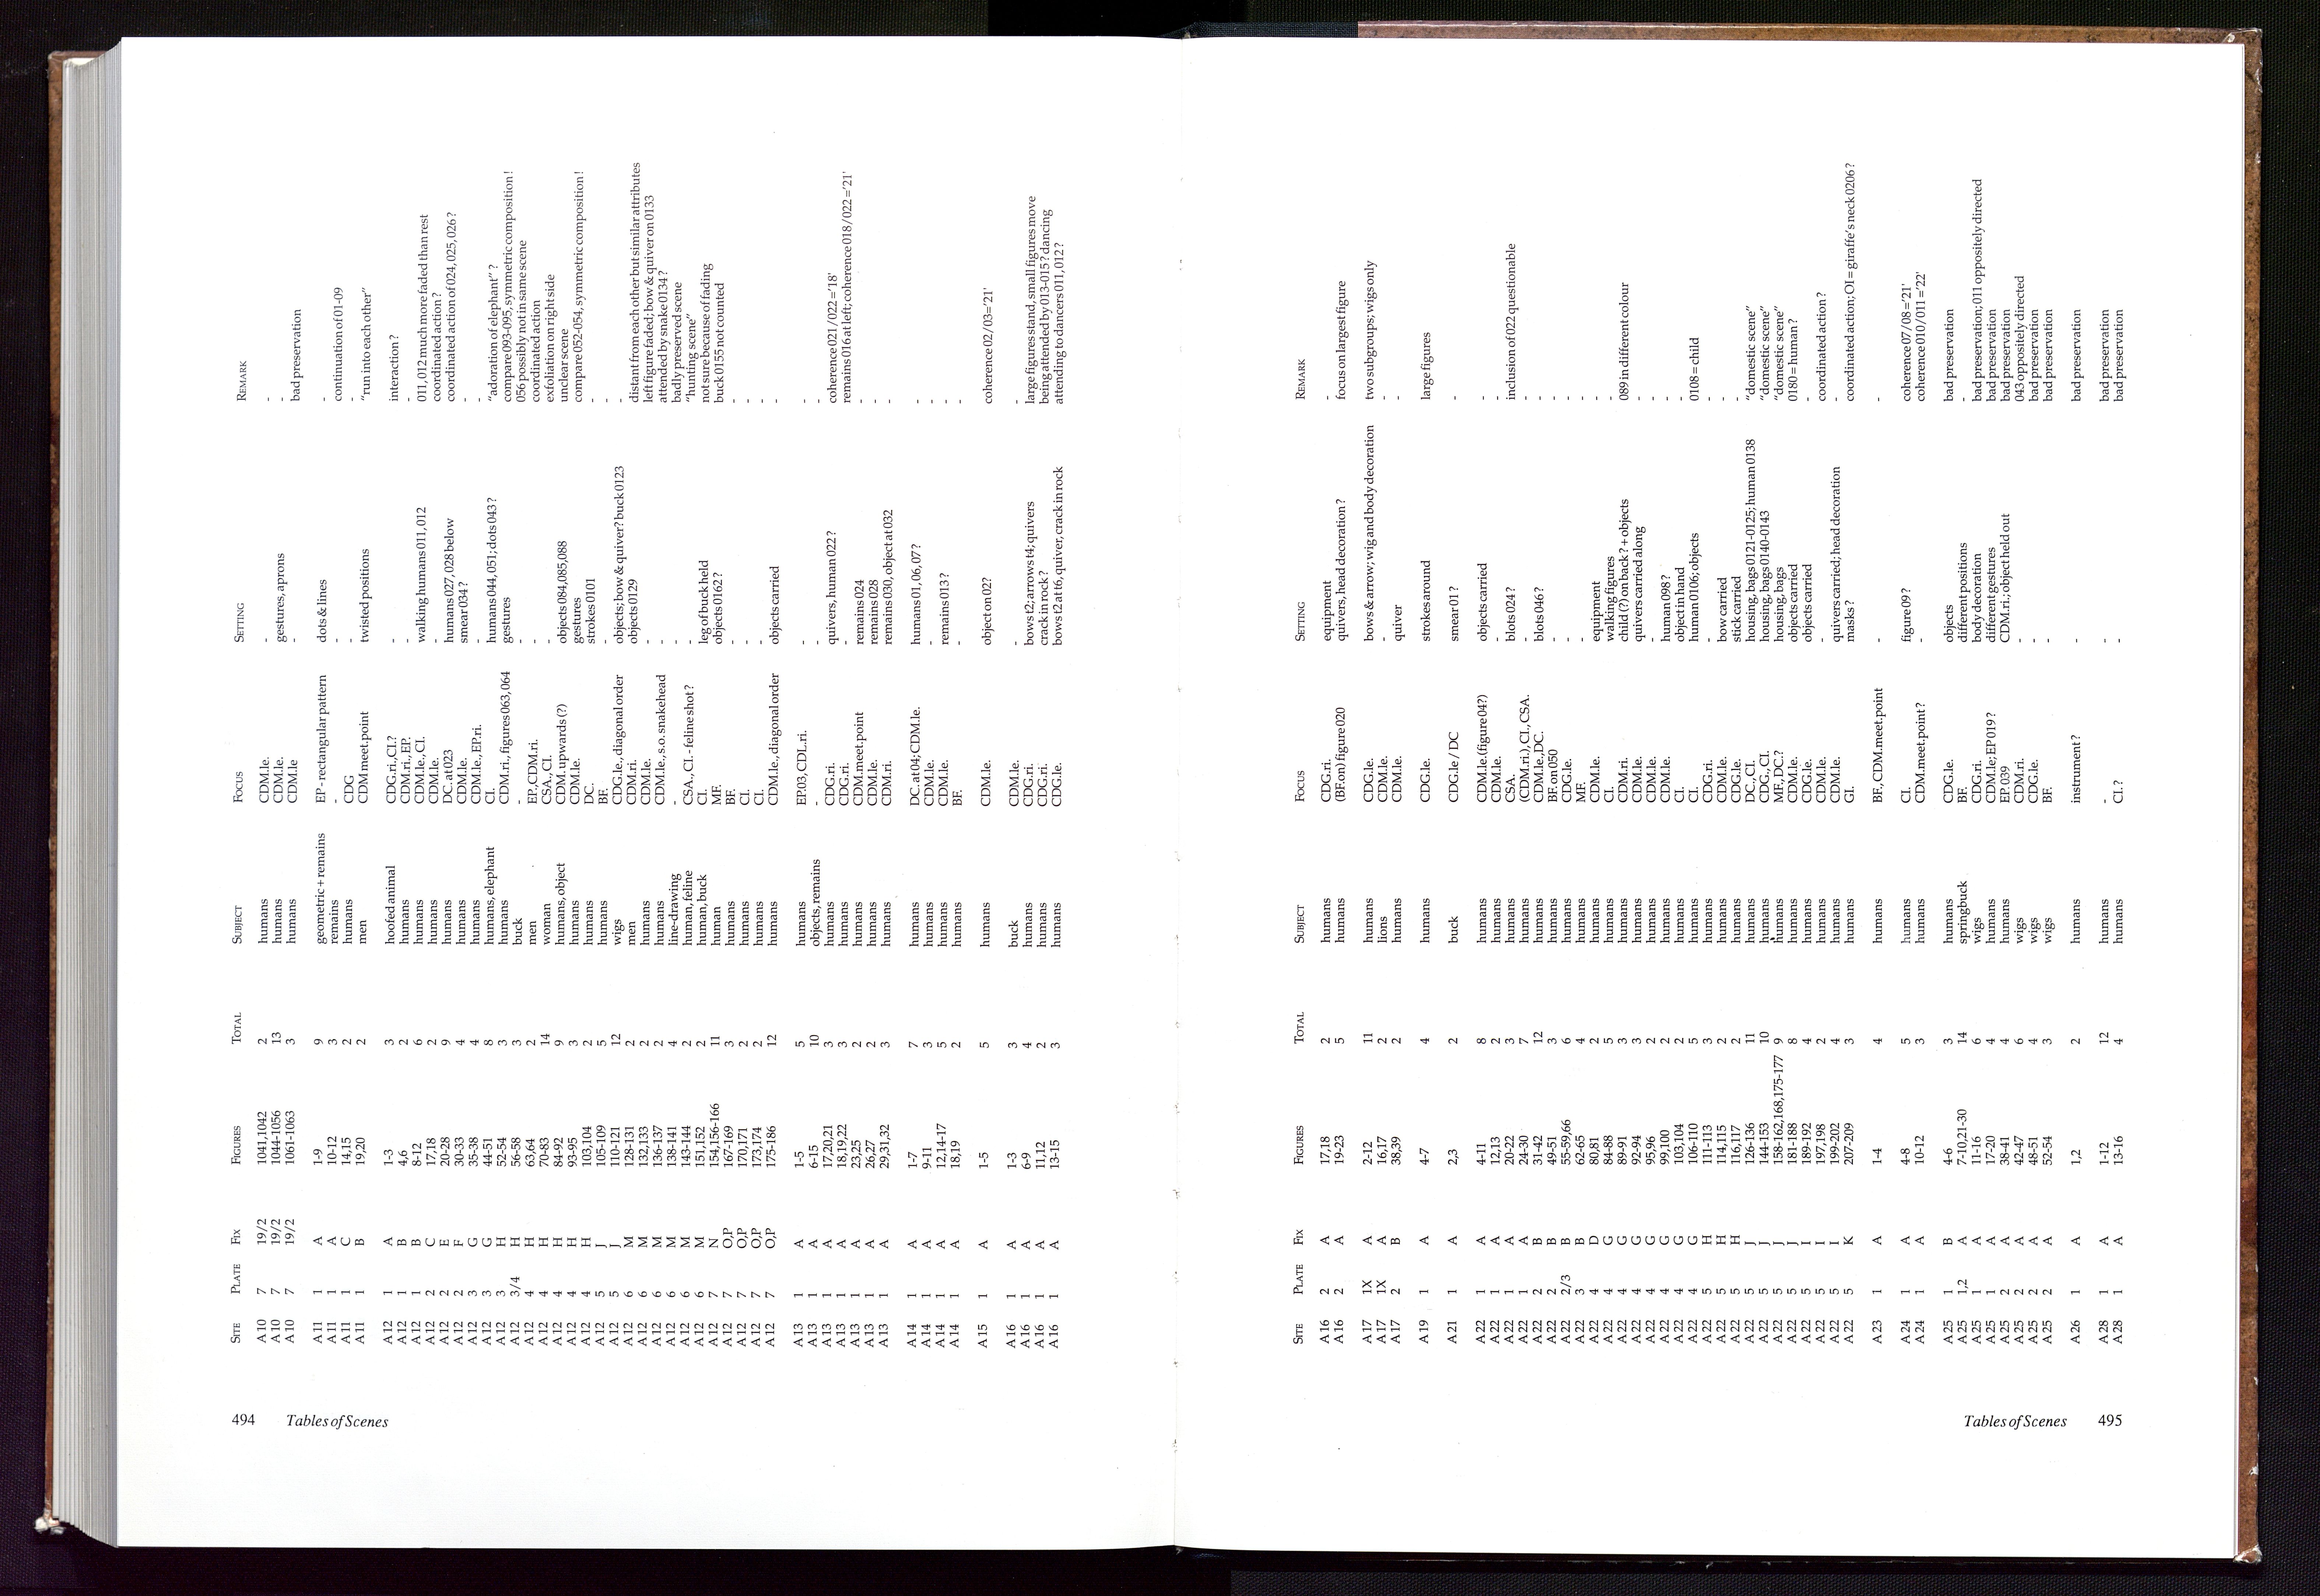 SITE PLATE FIX FIGURES TOTAL SUBJECT FOCUS SETTING REMARK
A 10 7 19/2 1041,1042 2 humans CDM.le. - -
A 10 7 19/2 1044-1056 13 humans CDM.le. gestures, aprons -
A 10 7 19/2 1061-1063 3 humans CDM.le - bad preservation
A 11 1 A 1-9 9 geometric + remains EP - rectangular pattern dots & lines -
A 11 1 A 10-12 3 remains - - continuation of 01-09
A 11 1 C 14,15 2 humans CDG - -
A 11 1 B 19,20 2 men CDM meet.point twisted positions "run into each other"
A 12 1 A 1-3 3 hoofed animal CDG.ri, CI.? - interaction ?
A 12 1 B 4,6 2 humans CDM.ri., EP. - -
A 12 1 B 8-12 6 humans CDM.le., CI. walking humans 011, 012 011, 012 much more faded than rest
A 12 2 C 17,18 2 humans CDM.le. - coordinated action ?
A 12 2 E 20-28 9 humans DC. at 023 humans 027, 028 below coordinated action of 024, 025, 026 ?
A 12 2 F 30-33 4 humans CDM.le. smear 034 ? -
A 12 3 G 35-38 4 humans CDM.le., EP.ri. - -
A 12 3 G 44-51 8 humans, elephant CI. humans 044, 051; dots 043 ? "adoration of elephant" ?
A 12 3 H 52-54 3 humans CDM.ri., figures 063, 064 gestures compare 093-095, symmetric composition !
A 12 3/4 H 56-58 3 buck - - 056 possibly not in same scene
A 12 4 H 63,64 2 men EP., CDM.ri. - coordinated action
A 12 4 H 70-83 14 woman CSA., CI. - exfoliation on right side
A 12 4 H 84-92 9 humans, object CDM. upwards (?) objects 084, 085, 088 unclear scene
A 12 4 H 93-95 3 humans CDM.le. gestures compare 052-054, symmetric composition !
A 12 4 H 103,104 2 humans DC. strokes 0101 -
A 12 5 J 105-109 5 humans BF. - -
A 12 5 J 110-121 12 wigs CDG.le., diagonal order objects; bow & quiver? buck 0123 -
A 12 6 M 128-131 2 men CDM.ri. objects 0129 distant from each other but similar attributes
A 12 6 M 132,133 2 humans CDM.le. - left figure faded; bow & quiver on 0133
A 12 6 M 136-137 2 humans CDM.le., s.o. snakehead - attended by snake 0134 ?
A 12 6 M 138-141 4 line-drawing - - badly preserved scene
A 12 6 M 143-144 2 human, feline CSA., CI. - feline shot ? - "hunting scene"
A 12 6 M 151,152 2 human, buck CI. leg of buck held not sure because of fading
A 12 7 N 154,156-166 11 human MF. objects 0162 ? buck 0155 not counted
A 12 7 O,P 167-169 3 humans BF. - -
A 12 7 O,P 170,171 2 humans CI. - -
A 12 7 O,P 173,174 2 humans CI. - -
A 12 7 O,P 175-186 12 humans CDM.le., diagonal order objects carried -
A 13 1 A 1-5 5 humans EP.03, CDL.ri. - -
A 13 1 A 6-15 10 objects, remains - - -
A 13 1 A 17,20,21 3 humans CDG.ri. quivers, human 022 ? coherence 021/022 ='18'
A 13 1 A 18,19,22 3 humans CDG.ri. - remains 016 at left; coherence 018/022 ='21'
A 13 1 A 23,25 2 humans CDM.meet.point remains 024 -
A 13 1 A 26,27 2 humans CDM.le. remains 028 -
A 13 1 A 29,31,32 3 humans CDM.ri. remains 030, object at 032 -
A 14 1 A 1-7 7 humans DC. at 04; CDM.le. humans 01, 06, 07 ? -
A 14 1 A 9-11 3 humans CDM.le. - -
A 14 1 A 12,14-17 5 humans CDM.le. remains 013 ? -
A 14 1 A 18,19 2 humans BF. - -
A 15 1 A 1-5 5 humans CDM.le. object on 02? coherence 02/03='21'
A 16 1 A 1-3 3 buck CDM.le. - -
A 16 1 A 6-9 4 humans CDG.ri. bows t2; arrows t4; quivers large figures stand, small figures move
A 16 1 A 11,12 2 humans CDG.ri. crack in rock ? being attended by 013-015 ? dancing
A 16 1 A 13-15 3 humans CDG.le. bows t2 at t6, quiver, crack in rock attending to dancers 011, 012 ?
494 Tables of Scenes
SITE PLATE FIX FIGURES TOTAL SUBJECT FOCUS SETTING REMARK
A 16 2 A 17,18 2 humans CDG.ri. equipment -
A 16 2 A 19-23 5 humans (BF.on) figure 020 quivers, head decoration ? focus on largest figure
A 17 1X A 2-12 11 humans CDG.le. bows & arrow; wig and body decoration two subgroups; wigs only
A 17 1X A 16,17 2 lions CDM.le. - -
A 17 2 B 38,39 2 humans CDM.le. quiver -
A 19 1 A 4-7 4 humans CDG.le. strokes around large figures
A 21 1 A 2,3 2 buck CDG.le / DC smear 01 ? -
A 22 1 A 4-11 8 humans CDM.le.(figure 04?) objects carried -
A 22 1 A 12,13 2 humans CDM.le. - -
A 22 1 A 20-22 3 humans CSA. blots 024 ? inclusion of 022 questionable
A 22 1 A 24-30 7 humans (CDM.ri.), CI., CSA. - -
A 22 2 B 31-42 12 humans CDM.le, DC. blots 046 ? -
A 22 2 B 49-51 3 humans BF. on 050 - -
A 22 2/3 B 55-59,66 6 humans CDG.le. - -
A 22 3 B 62-65 4 humans MF. - -
A 22 4 D 80,81 2 humans CDM.le. equipment -
A 22 4 G 84-88 5 humans CI. walking figures -
A 22 4 G 89-91 3 humans CDM.ri. child (?) on back ? + objects 089 in different colour
A 22 4 G 92-94 3 humans CDM.le. quivers carried along -
A 22 4 G 95,96 2 humans CDM.le. - -
A 22 4 G 99,100 2 humans CDM.le. human 098 ? -
A 22 4 G 103,104 2 humans CI. object in hand -
A 22 4 G 106-110 5 humans CI. human 0106; objects 0108 = child
A 22 5 H 111-113 3 humans CDG.ri. - -
A 22 5 H 114,115 2 humans CDM.le. bow carried -
A 22 5 H 116,117 2 humans CDG.le. stick carried -
A 22 5 J 126-136 11 humans DC., CI. housing, bags 0121-0125; human 0138 "domestic scene"
A 22 5 J 144-153 10 humans CDG., CI. housing, bags 0140-0143 "domestic scene"
A 22 5 J 158-162,168,175-177 9 humans MF., DC.? housing, bags "domestic scene"
A 22 5 J 181-188 8 humans CDM.le. objects carried 0180 = human ?
A 22 5 I 189-192 4 humans CDG.le. objects carried -
A 22 5 I 197,198 2 humans CDM.le. - coordinated action ?
A 22 5 I 199-202 4 humans CDM.le. quivers carried; head decoration -
A 22 5 K 207-209 3 humans GI. masks ? coordinated action; OI = giraffe's neck 0206 ?
A 23 1 A 1-4 4 humans BF., CDM.meet.point - -
A 24 1 A 4-8 5 humans CI. figure 09 ? coherence 07/08 ='21'
A 24 1 A 10-12 3 humans CDM.meet.point ? - coherence 010/011 ='22'
A 25 1 B 4-6 3 humans CDG.le. objects bad preservation
A 25 1,2 A 7-10,21-30 14 springbuck BF. different positions -
A 25 1 A 11-16 6 wigs CDG.ri. body decoration bad preservation; 011 oppositely directed
A 25 1 A 17-20 4 humans CDM.le; EP 019 ? different gestures bad preservation
A 25 2 A 38-41 4 humans EP.039 CDM.ri.; object held out bad preservation
A 25 2 A 42-47 6 wigs CDM.ri. - 043 oppositely directed
A 25 2 A 48-51 4 wigs CDG.le. - bad preservation
A 25 2 A 52-54 3 wigs BF. - bad preservation
A 26 1 A 1,2 2 humans instrument ? - bad preservation
A 28 1 A 1-12 12 humans - - bad preservation
A 28 1 A 13-16 4 humans CI. ? - bad preservation
Tables of Scenes 495